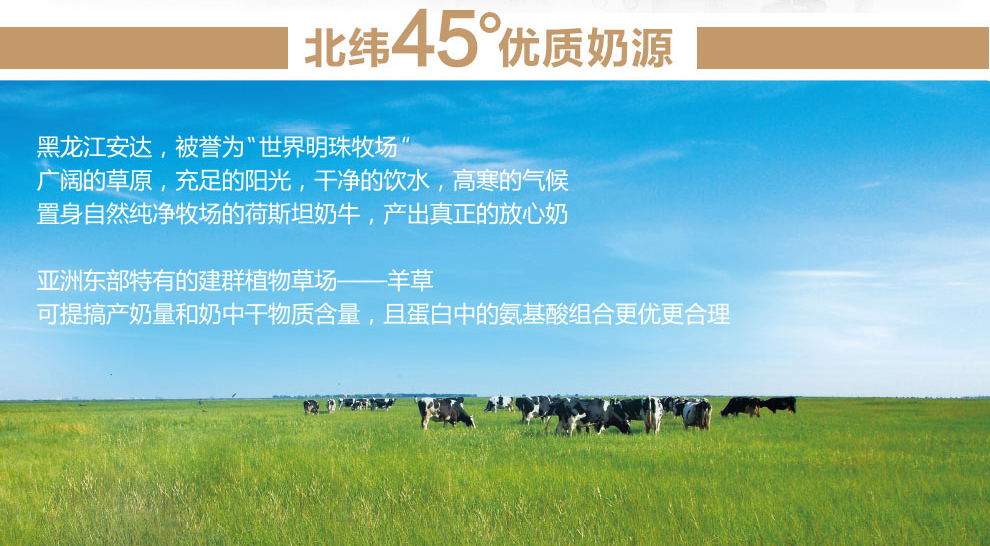 北纬45°优质奶源
黑龙江安达，被誉为“世界明珠牧场”
广阔的草原，充足的阳光，干净的饮水，高寒的气候
置身自然纯净牧场的荷斯坦奶牛，产出真正的放心奶
亚洲东部特有的建群植物草场——羊草
可提搞产奶量和奶中干物质含量，且蛋白中的氨基酸组合更优更合理